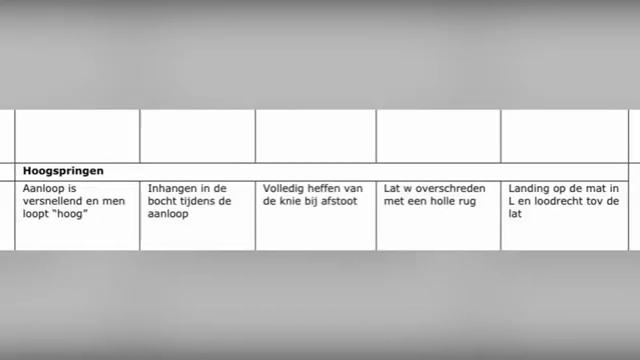 Hoogspringen
Aanloop is
versnellend en men
loopt “hoog”
Inhangen in de
bocht tijdens de
aanloop
Volledig heffen van
de knie bij afstoot
Lat w overschreden
met een holle rug
Landing op de mat in
L en loodrecht tov de
lat